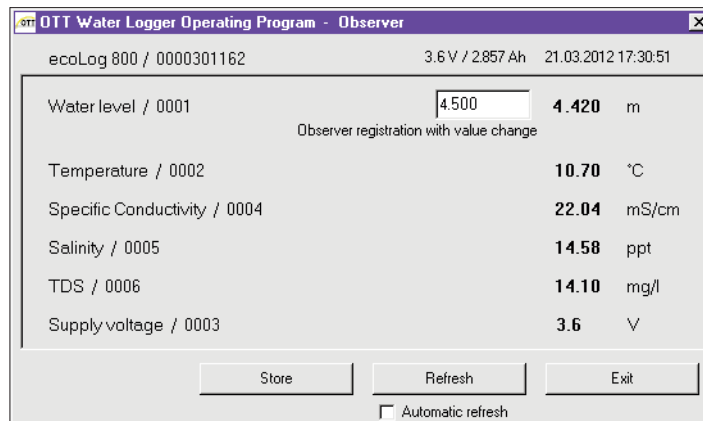 OTT OTT Water Logger Operating Program - Observer
ecoLog 800 / 0000301162 3.6 V / 2.857 Ah 21.03.2012 17:30:51
Water level / 0001 4.500 4.420 m
Observer registration with value change
Temperature / 0002 10.70 °C
Specific Conductivity / 0004 22.04 mS/cm
Salinity / 0005 14.58 ppt
TDS / 0006 14.10 mg/l
Supply voltage / 0003 3.6 V
Store Refresh Exit
Automatic refresh